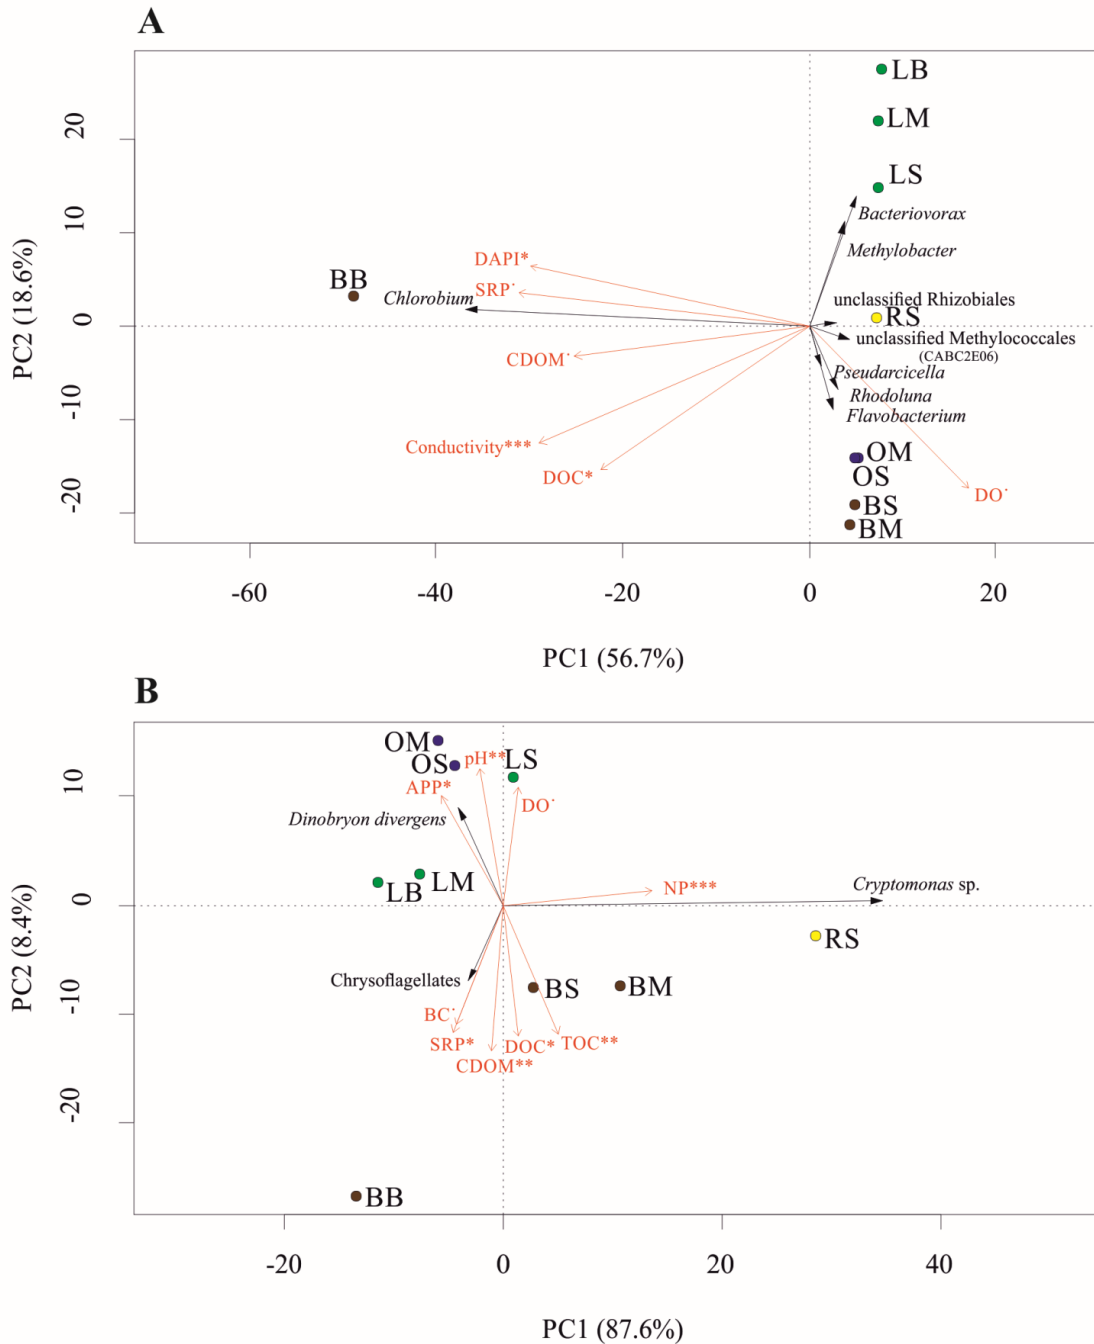 A
LB
20
LM
LS
10
Bacteriovorax
Methylobacter
DAPI*
BB
SRP˙
Chlorobium
unclassified Rhizobiales
0
RS
unclassified Methylococcales
(CABC2E06)
CDOM˙
Pseudarcicella
Rhodoluna
-10
Flavobacterium
Conductivity***
OM
DOC*
OS
DO˙
BS
-20
BM
PC2 (18.6%)
-60 -40 -20 0 20
PC1 (56.7%)
B
OM
OS
pH**
LS
APP*
10
DO˙
Dinobryon divergens
LB
LM
NP***
Cryptomonas sp.
0
RS
Chrysoflagellates
BS
BM
-10
BC˙
SRP*
DOC*
TOC**
CDOM**
-20
BB
PC2 (8.4%)
-20 0 20 40
PC1 (87.6%)